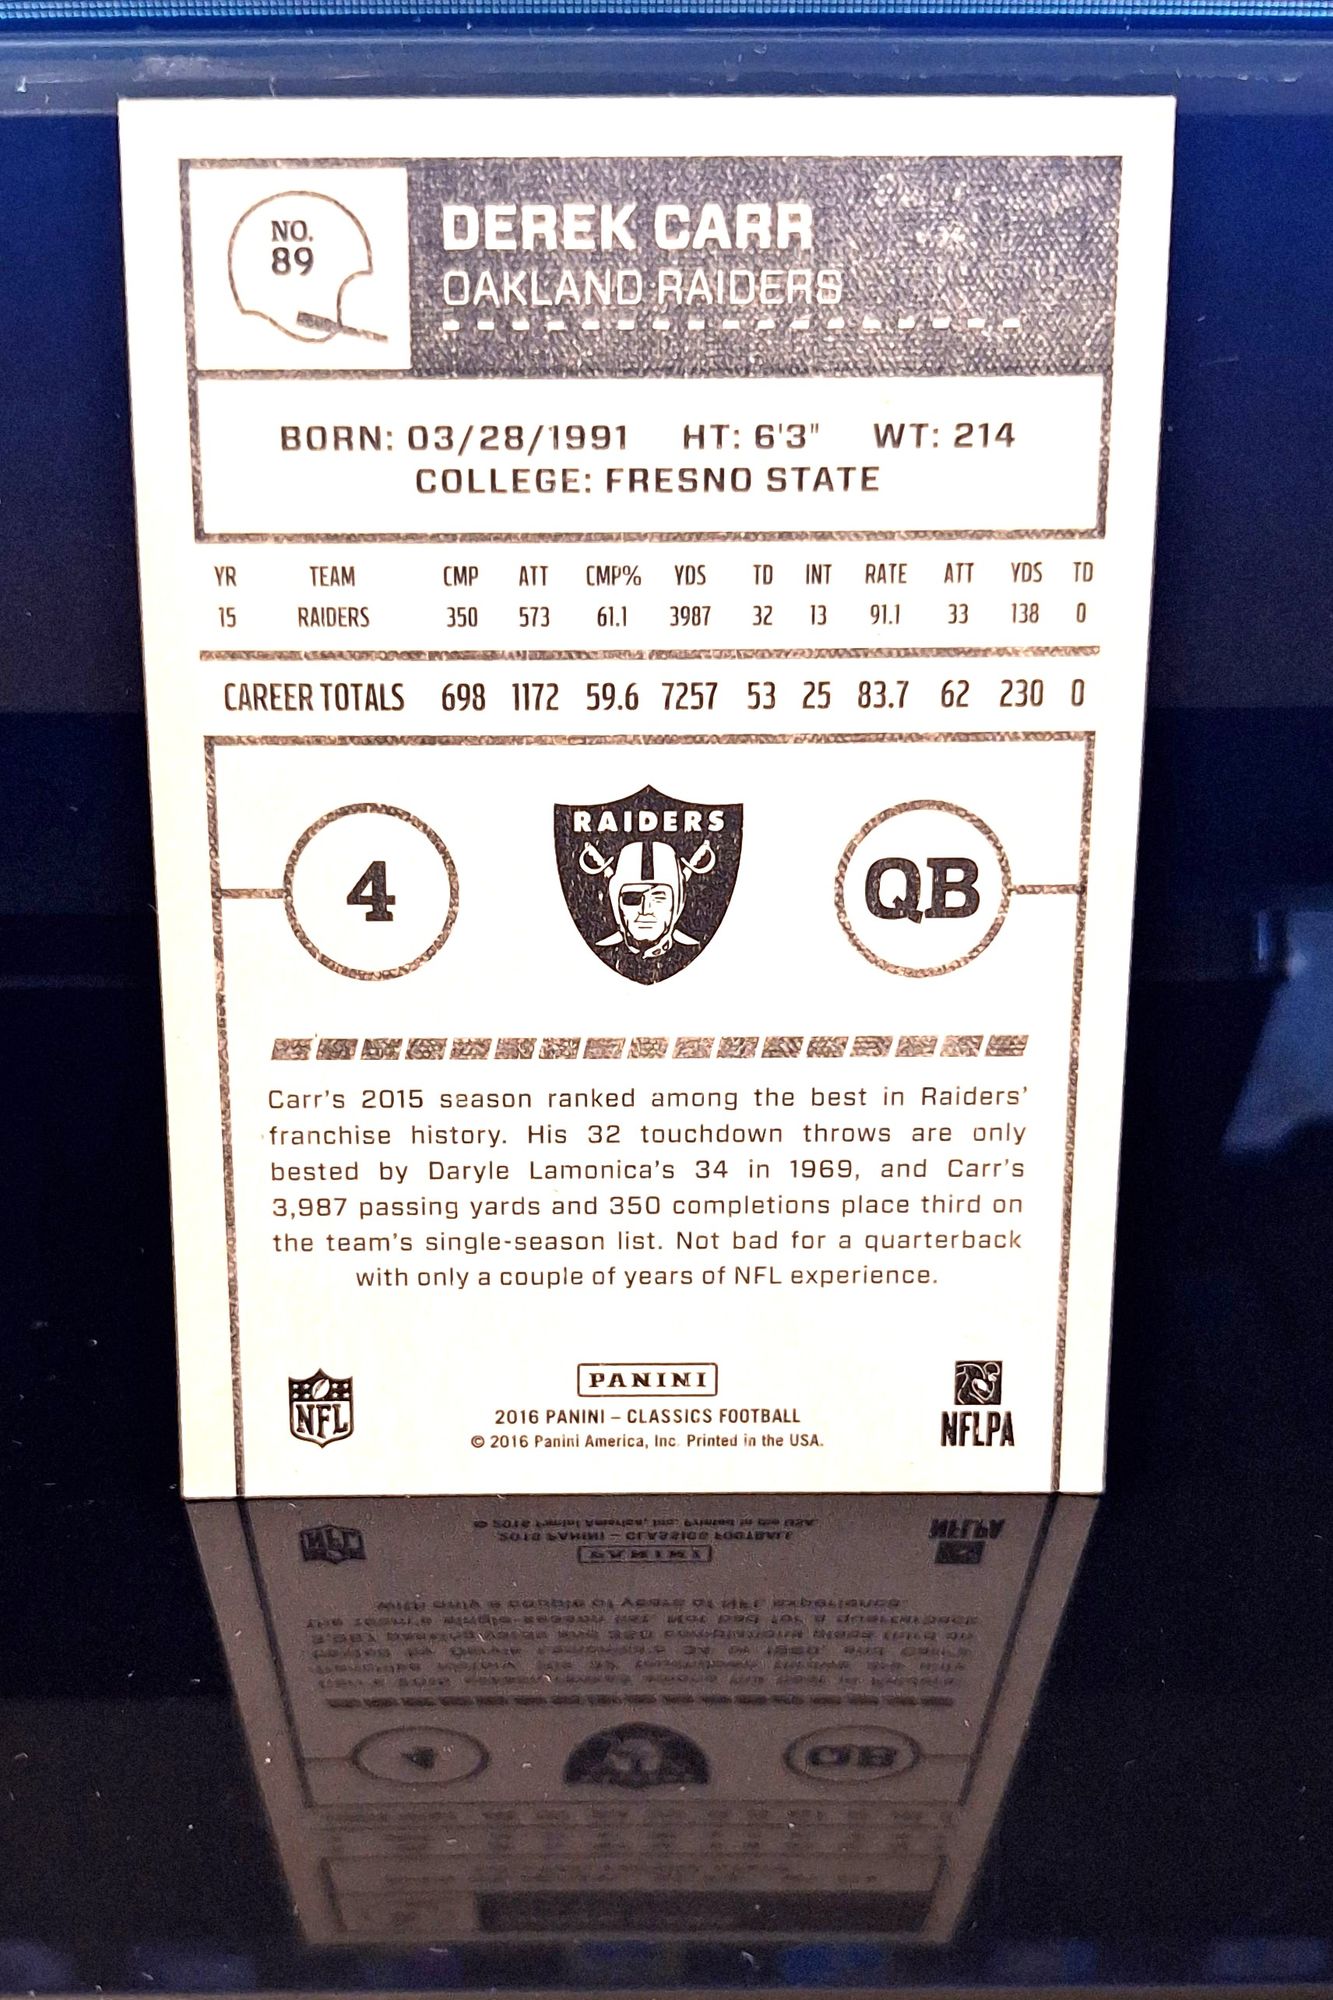 NO.
89
DEREK CARR
OAKLAND RAIDERS
BORN: 03/28/1991 HT: 6'3" WT: 214
COLLEGE: FRESNO STATE
YR TEAM CMP ATT CMP% YDS TD INT RATE ATT YDS TD
15 RAIDERS 350 573 61.1 3987 32 13 91.1 33 138 0
CAREER TOTALS 698 1172 59.6 7257 53 25 83.7 62 230 0
4
RAIDERS
QB
Carr's 2015 season ranked among the best in Raiders'
franchise history. His 32 touchdown throws are only
bested by Daryle Lamonica's 34 in 1969, and Carr's
3,987 passing yards and 350 completions place third on
the team's single-season list. Not bad for a quarterback
with only a couple of years of NFL experience.
NFL
PANINI
2016 PANINI – CLASSICS FOOTBALL
© 2016 Panini America, Inc. Printed in the USA.
NFLPA